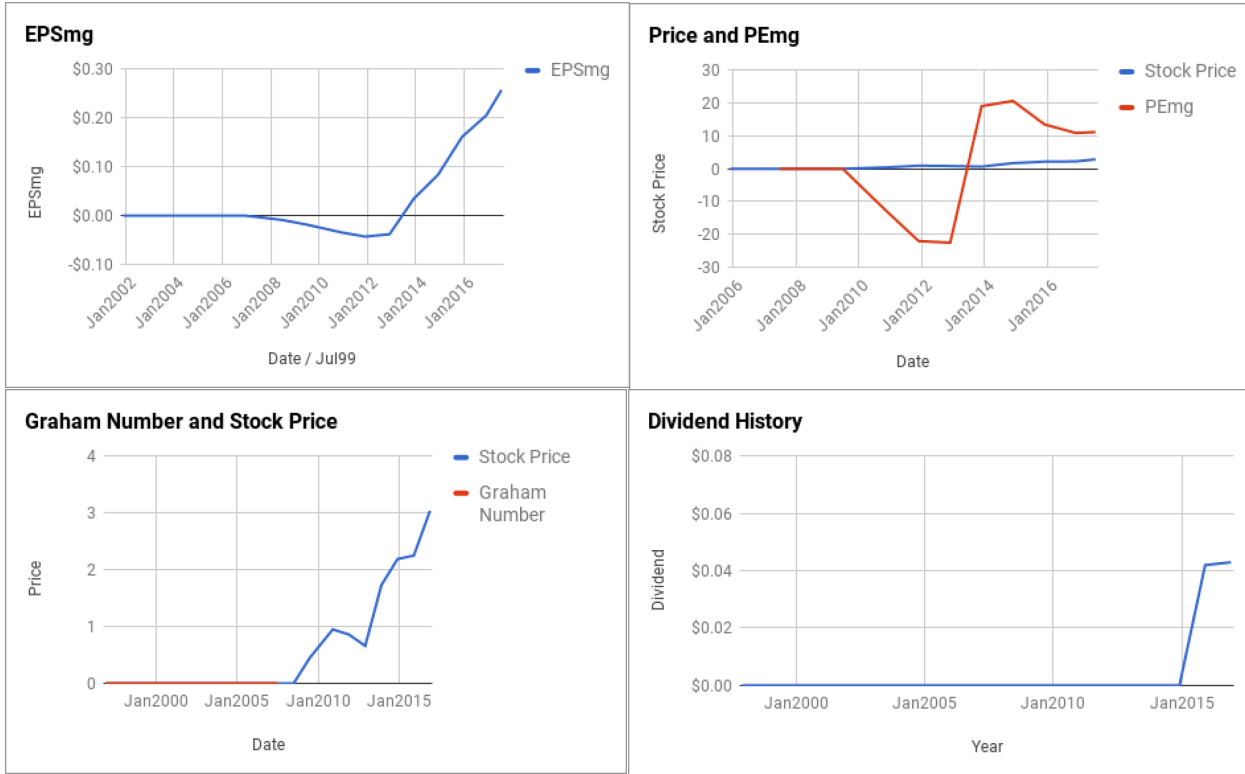 EPSmg
$0.30
$0.20
$0.10
$0.00
-$0.10
EPSmg
EPSmg
Jan2002
Jan2004
Jan2006
Jan2008
Jan2010
Jan2012
Jan2014
Jan2016
Date / Jul99
Price and PEmg
30
20
10
0
-10
-20
-30
Stock Price
Stock Price
PEmg
Jan2006
Jan2008
Jan2010
Jan2012
Jan2014
Jan2016
Date
Graham Number and Stock Price
4
3
2
1
0
Price
Stock Price
Graham
Number
Jan2000 Jan2005 Jan2010 Jan2015
Date
Dividend History
$0.08
$0.06
$0.04
$0.02
$0.00
Dividend
Jan2000 Jan2005 Jan2010 Jan2015
Year